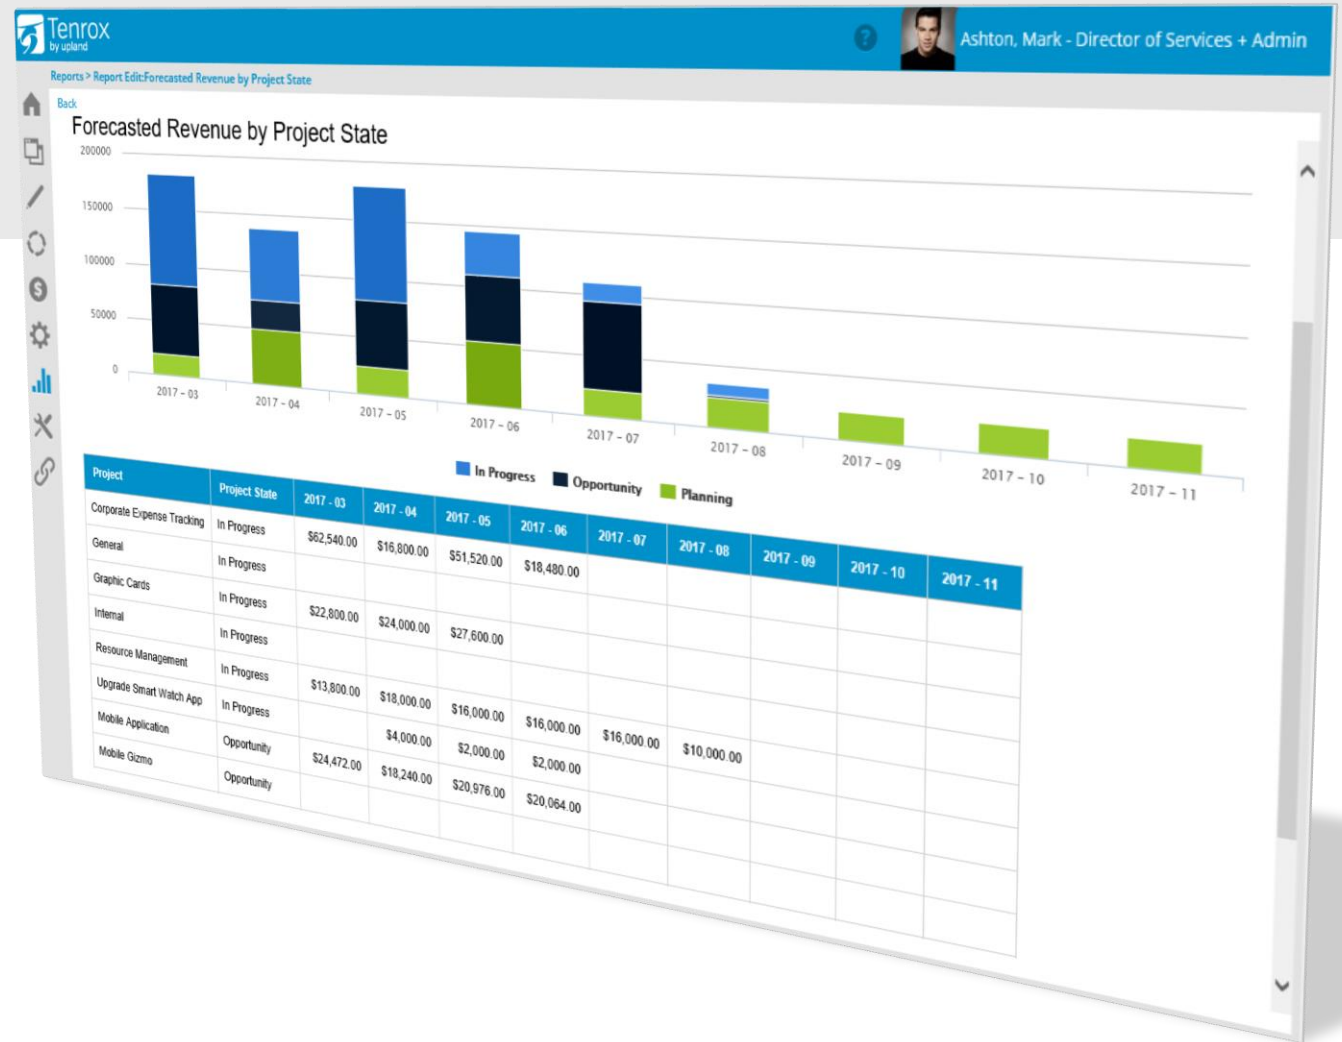 Tenrox
by upland
? Ashton, Mark - Director of Services + Admin
Reports > Report Edit:Forecasted Revenue by Project State
Back
Forecasted Revenue by Project State
200000
150000
100000
50000
0
2017 - 03 2017 - 04 2017 - 05 2017 - 06 2017 - 07 2017 - 08 2017 - 09 2017 - 10 2017 - 11
In Progress Opportunity Planning
Project Project State 2017 - 03 2017 - 04 2017 - 05 2017 - 06 2017 - 07 2017 - 08 2017 - 09 2017 - 10 2017 - 11
Corporate Expense Tracking In Progress $62,540.00 $16,800.00 $51,520.00 $18,480.00
General In Progress
Graphic Cards In Progress $22,800.00 $24,000.00 $27,600.00
Internal In Progress
Resource Management In Progress $13,800.00 $18,000.00 $16,000.00 $16,000.00 $16,000.00 $10,000.00
Upgrade Smart Watch App In Progress $4,000.00 $2,000.00 $2,000.00
Mobile Application Opportunity $24,472.00 $18,240.00 $20,976.00 $20,064.00
Mobile Gizmo Opportunity